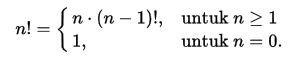 n! = { n · (n − 1)!, untuk n ≥ 1
1, untuk n = 0.